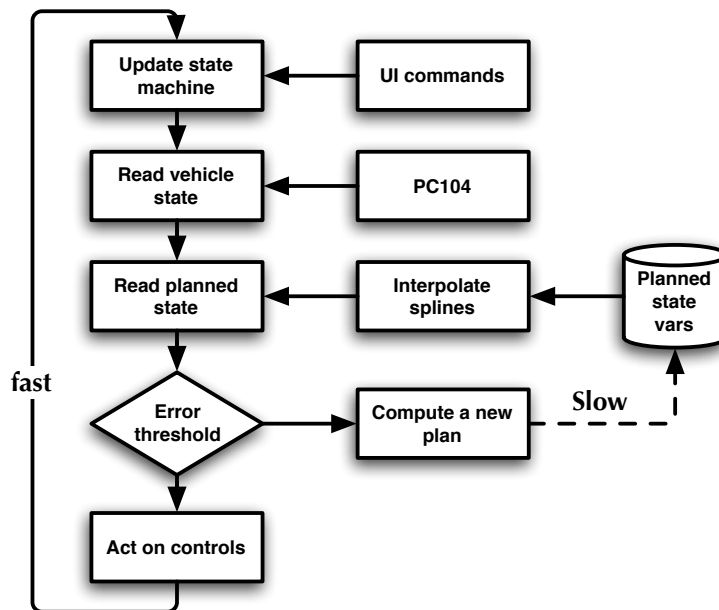 Update state
machine
UI commands
Read vehicle
state
PC104
Read planned
state
Interpolate
splines
Planned
state
vars
fast
Error
threshold
Compute a new
plan
Slow
Act on controls